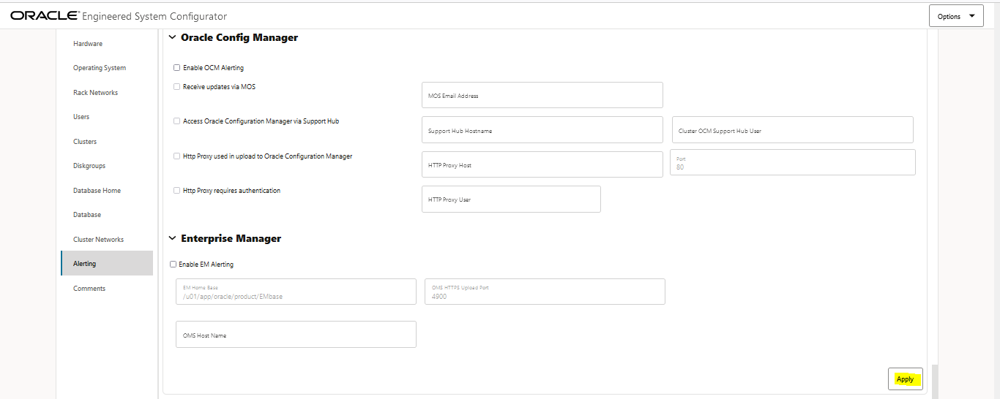 ORACLE Engineered System Configurator
Options
Hardware
Operating System
Rack Networks
Users
Clusters
Diskgroups
Database Home
Database
Cluster Networks
Alerting
Comments
Oracle Config Manager
Enable OCM Alerting
Receive updates via MOS
MOS Email Address
Access Oracle Configuration Manager via Support Hub
Support Hub Hostname
Cluster OCM Support Hub User
Http Proxy used in upload to Oracle Configuration Manager
HTTP Proxy Host
Port
80
Http Proxy requires authentication
HTTP Proxy User
Enterprise Manager
Enable EM Alerting
EM Home Base
/u01/app/oracle/product/EMbase
OMS HTTPS Upload Port
4900
OMS Host Name
Apply